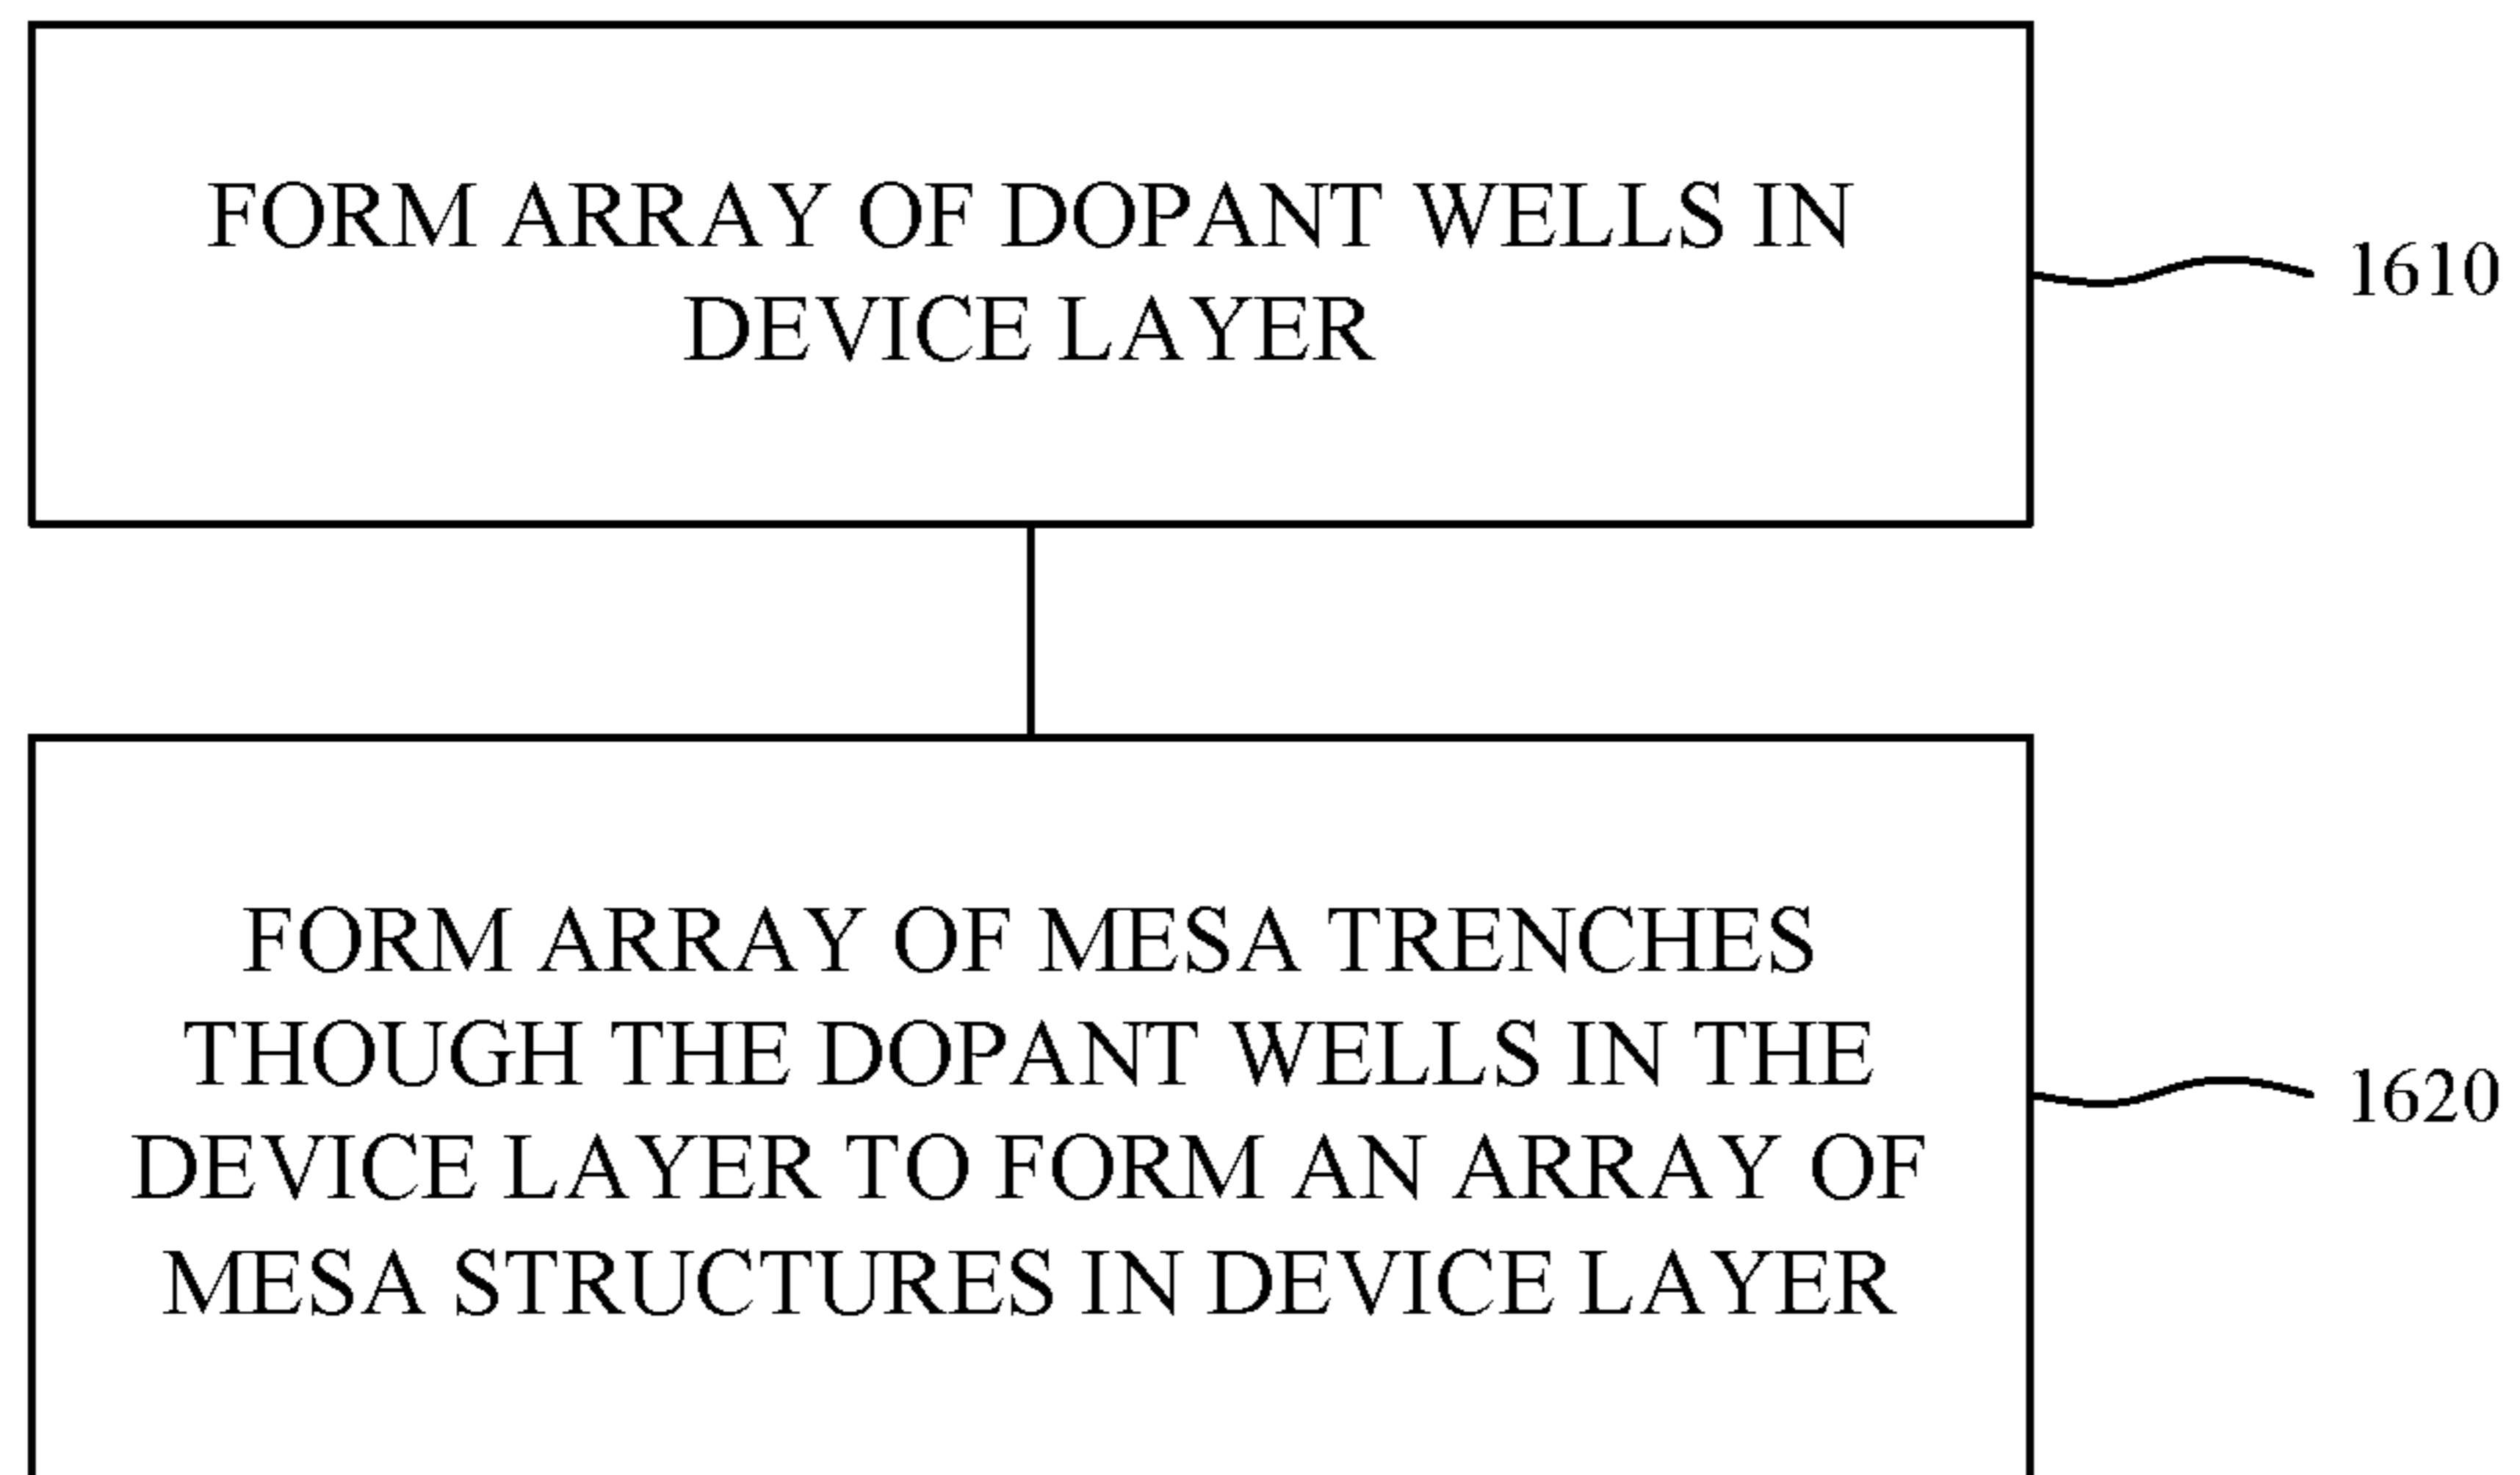 FORM ARRAY OF DOPANT WELLS IN
DEVICE LAYER
1610
FORM ARRAY OF MESA TRENCHES
THOUGH THE DOPANT WELLS IN THE
DEVICE LAYER TO FORM AN ARRAY OF
MESA STRUCTURES IN DEVICE LAYER
1620